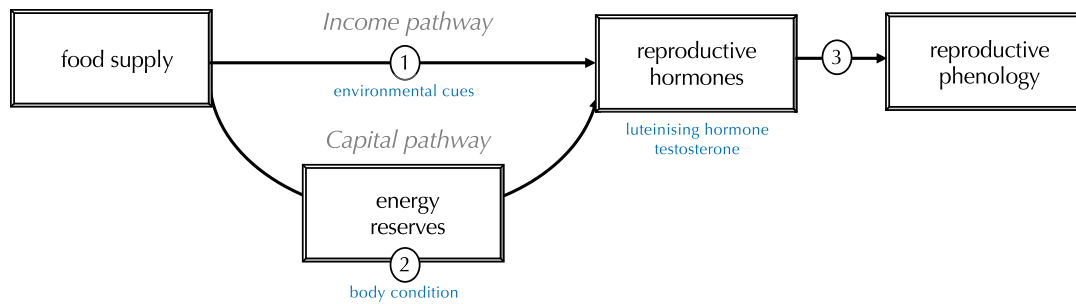 Income pathway
food supply
1
environmental cues
reproductive
hormones
luteinising hormone
testosterone
3
reproductive
phenology
Capital pathway
energy
reserves
2
body condition